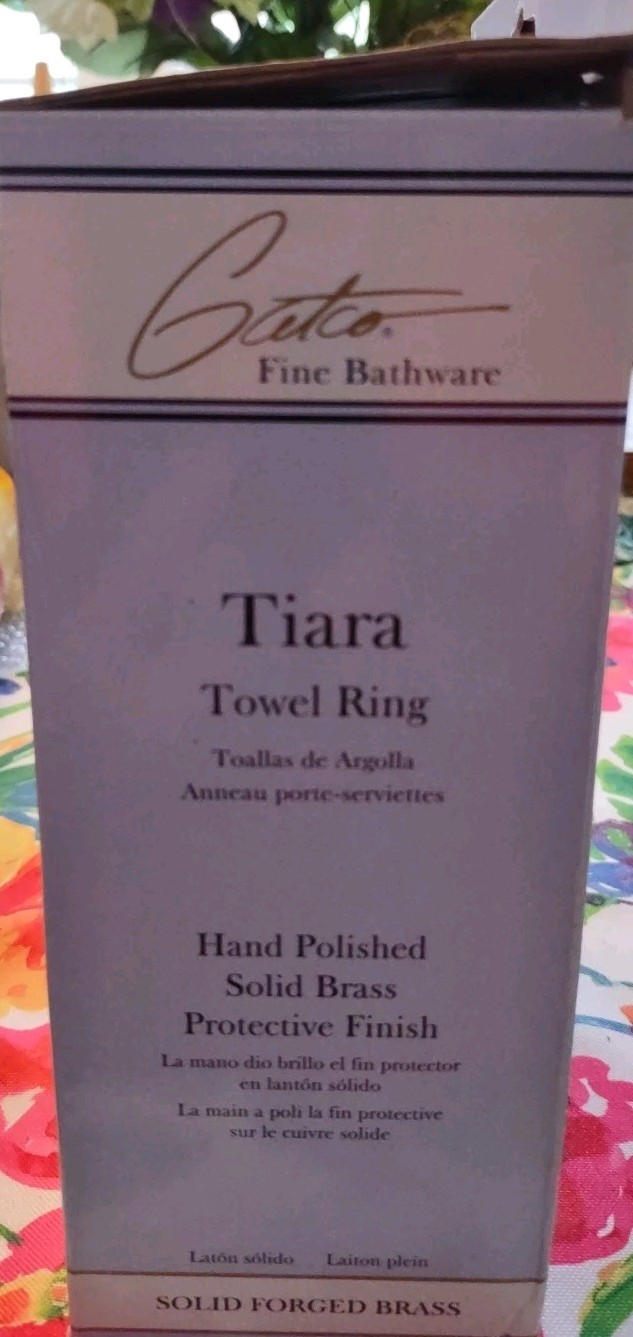 Gatco®
Fine Bathware
Tiara
Towel Ring
Toallas de Argolla
Anneau porte-serviettes
Hand Polished
Solid Brass
Protective Finish
La mano dio brillo el fin protector
en lantón sólido
La main a poli la fin protective
sur le cuivre solide
Latón sólido Laiton plein
SOLID FORGED BRASS